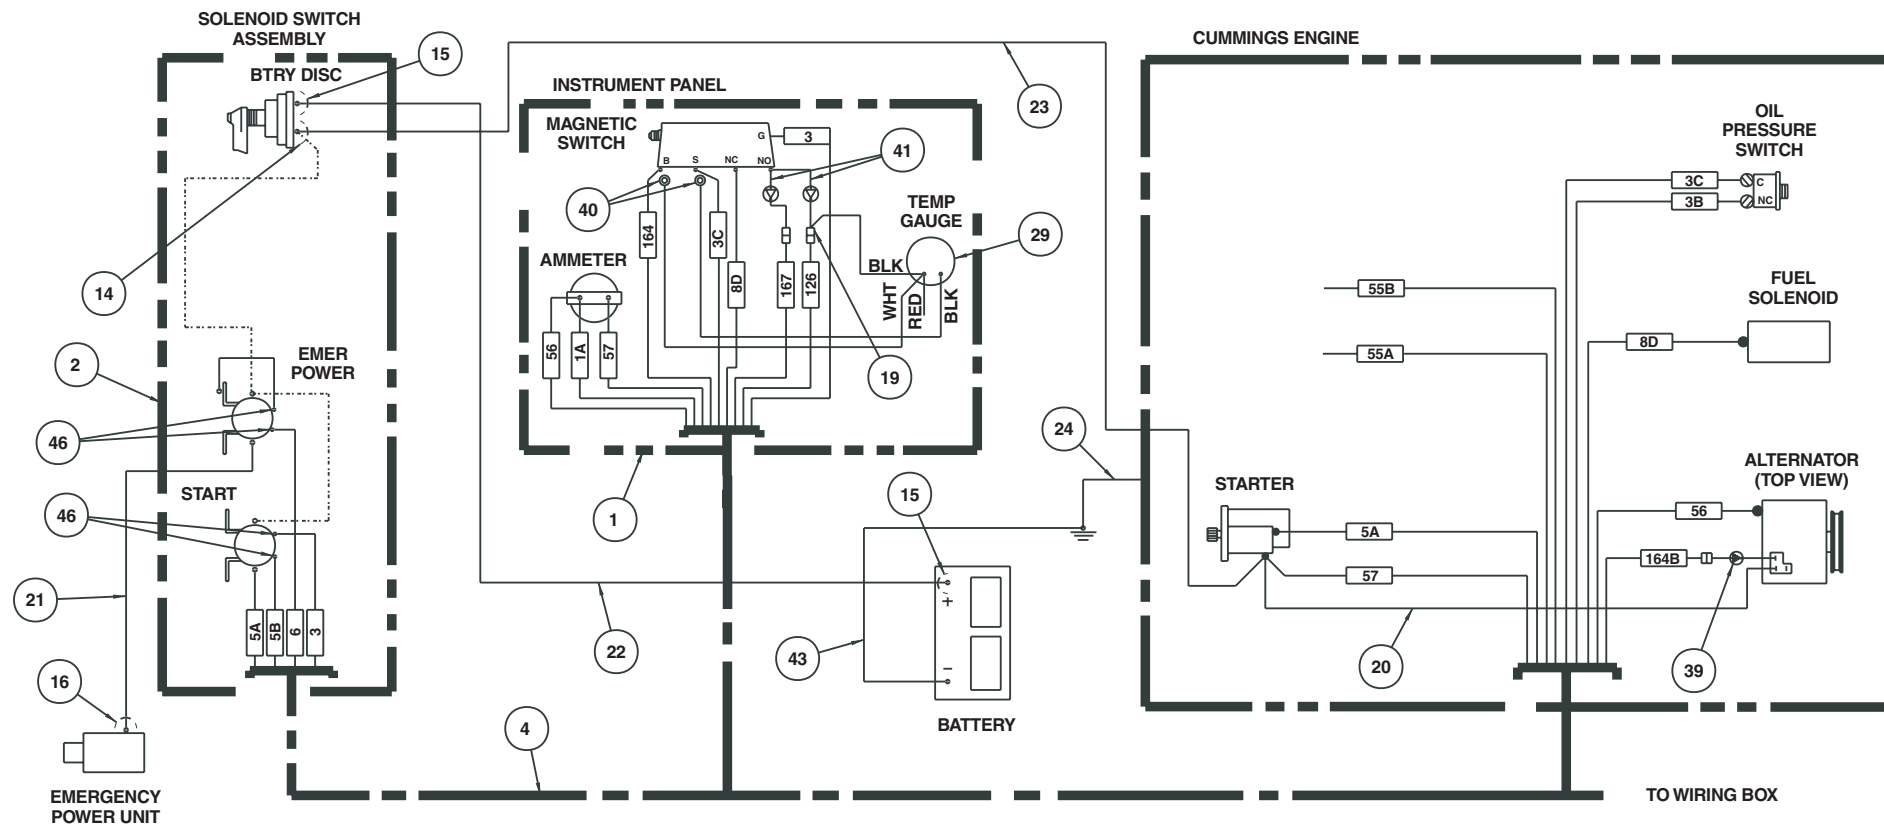 SOLENOID SWITCH
ASSEMBLY
BTRY DISC
15
14
2
EMER
POWER
46
START
46
21
5A
5B
6
3
16
EMERGENCY
POWER UNIT
INSTRUMENT PANEL
MAGNETIC
SWITCH
G
3
B
S
NC
NO
41
40
164
3C
8D
167
126
TEMP
GAUGE
29
BLK
WHT
RED
BLK
AMMETER
56
1A
57
19
1
23
24
15
+
−
22
43
BATTERY
4
CUMMINGS ENGINE
OIL
PRESSURE
SWITCH
3C
C
3B
NC
55B
FUEL
SOLENOID
8D
55A
ALTERNATOR
(TOP VIEW)
STARTER
56
5A
164B
57
20
39
TO WIRING BOX